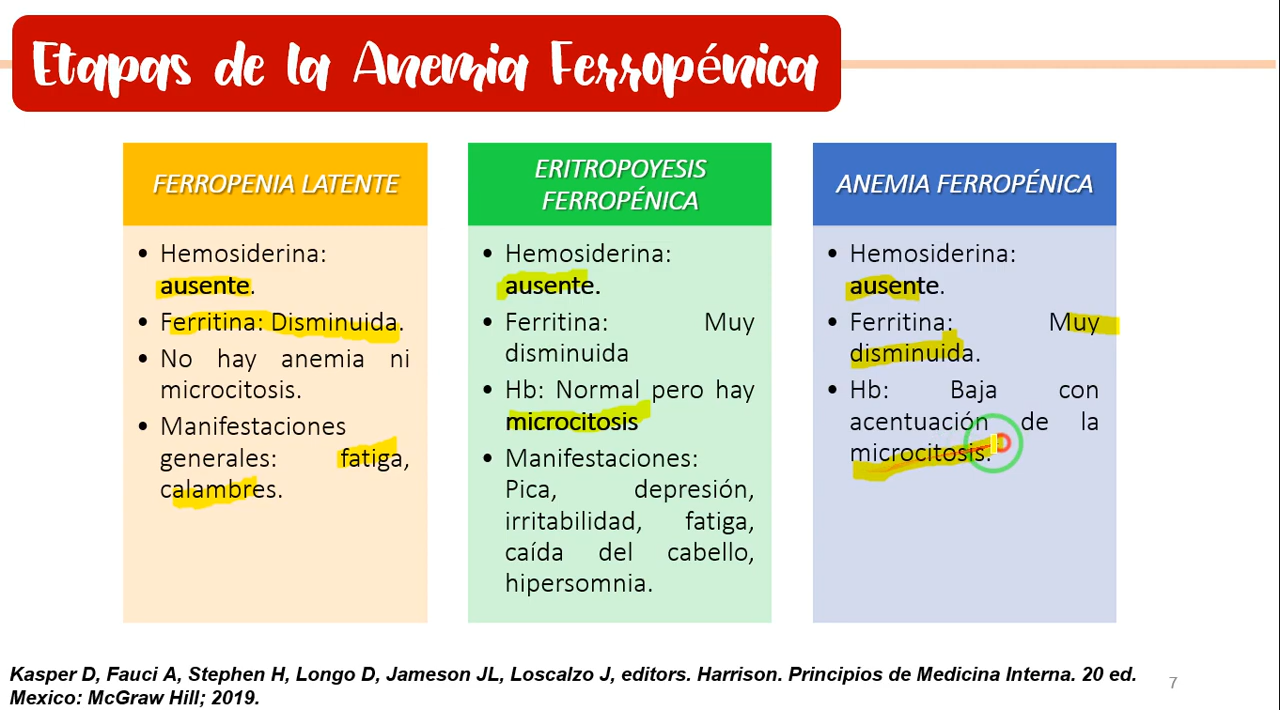 Etapas de la Anemia Ferropénica
FERROPENIA LATENTE
• Hemosiderina:
ausente.
• Ferritina: Disminuida.
• No hay anemia ni
microcitosis.
• Manifestaciones
generales: fatiga,
calambres.
ERITROPOYESIS
FERROPÉNICA
• Hemosiderina:
ausente.
• Ferritina: Muy
disminuida
• Hb: Normal pero hay
microcitosis
• Manifestaciones:
Pica, depresión,
irritabilidad, fatiga,
caída del cabello,
hipersomnia.
ANEMIA FERROPÉNICA
• Hemosiderina:
ausente.
• Ferritina: Muy
disminuida.
• Hb: Baja con
acentuación de la
microcitosis.
Kasper D, Fauci A, Stephen H, Longo D, Jameson JL, Loscalzo J, editors. Harrison. Principios de Medicina Interna. 20 ed.
Mexico: McGraw Hill; 2019.
7